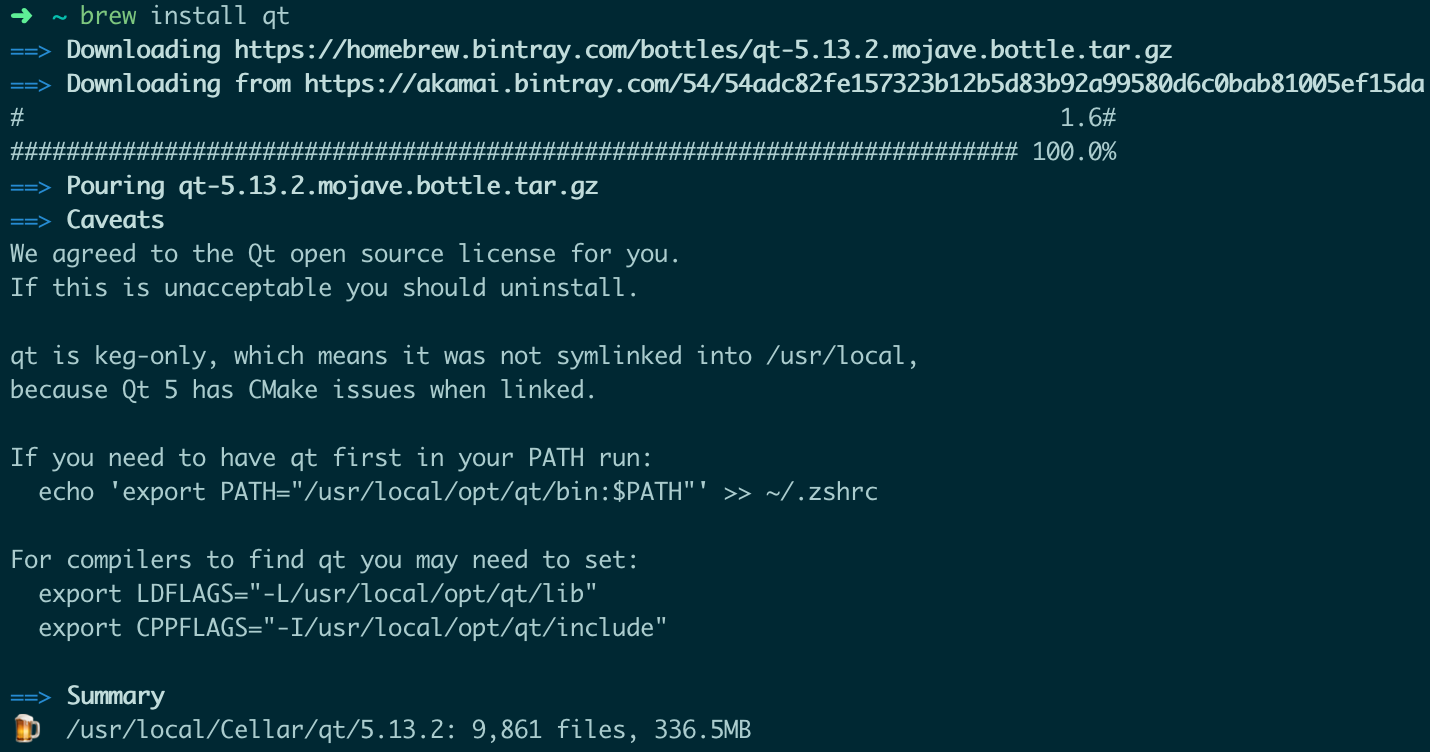 ➜ ~ brew install qt
==> Downloading https://homebrew.bintray.com/bottles/qt-5.13.2.mojave.bottle.tar.gz
==> Downloading from https://akamai.bintray.com/54/54adc82fe157323b12b5d83b92a99580d6c0bab81005ef15da
# 1.6#
######################################################################## 100.0%
==> Pouring qt-5.13.2.mojave.bottle.tar.gz
==> Caveats
We agreed to the Qt open source license for you.
If this is unacceptable you should uninstall.

qt is keg-only, which means it was not symlinked into /usr/local,
because Qt 5 has CMake issues when linked.

If you need to have qt first in your PATH run:
  echo 'export PATH="/usr/local/opt/qt/bin:$PATH"' >> ~/.zshrc

For compilers to find qt you may need to set:
  export LDFLAGS="-L/usr/local/opt/qt/lib"
  export CPPFLAGS="-I/usr/local/opt/qt/include"

==> Summary
🍺 /usr/local/Cellar/qt/5.13.2: 9,861 files, 336.5MB